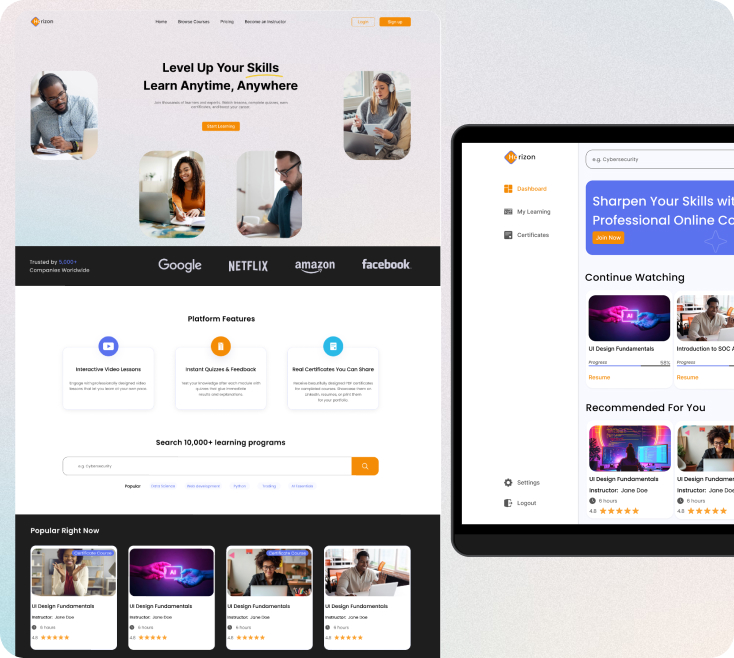 Horizon
Home
Browse Courses
Pricing
Become an Instructor
Login
Sign up
Level Up Your Skills
Learn Anytime, Anywhere
Join thousands of learners and experts. Watch lessons, complete quizzes, earn
certificates, and boost your career.
Start Learning
Trusted by 5,000+
Companies Worldwide
Google
NETFLIX
amazon
facebook
Platform Features
Interactive Video Lessons
Engage with professionally designed video
lessons that let you learn at your own pace.
Instant Quizzes & Feedback
Test your knowledge after each module with
quizzes that give immediate
results and explanations
Real Certificates You Can Share
Receive beautifully designed PDF certificates
for completed courses. Showcase them on
LinkedIn, resumes, or print them
for your portfolio.
Search 10,000+ learning programs
e.g. Cybersecurity
Popular
Data Science
Web Development
Python
Trading
AI Essentials
Popular Right Now
Certificate Course
UI Design Fundamentals
Instructor: Jane Doe
6 hours
4.8
AI
UI Design Fundamentals
Instructor: Jane Doe
6 hours
4.8
Certificate Course
UI Design Fundamentals
Instructor: Jane Doe
6 hours
4.8
UI Design Fundamentals
Instructor: Jane Doe
6 hours
4.8
Horizon
Dashboard
My Learning
Certificates
Settings
Logout
e.g. Cybersecurity
Sharpen Your Skills wit
Professional Online Co
Join Now
Continue Watching
AI
UI Design Fundamentals
Progress
58%
Resume
Introduction to SOC A
Progress
Resume
Recommended For You
UI Design Fundamentals
Instructor: Jane Doe
6 hours
4.8
UI Design Fundamen
Instructor: Jane Doe
6 hours
4.8